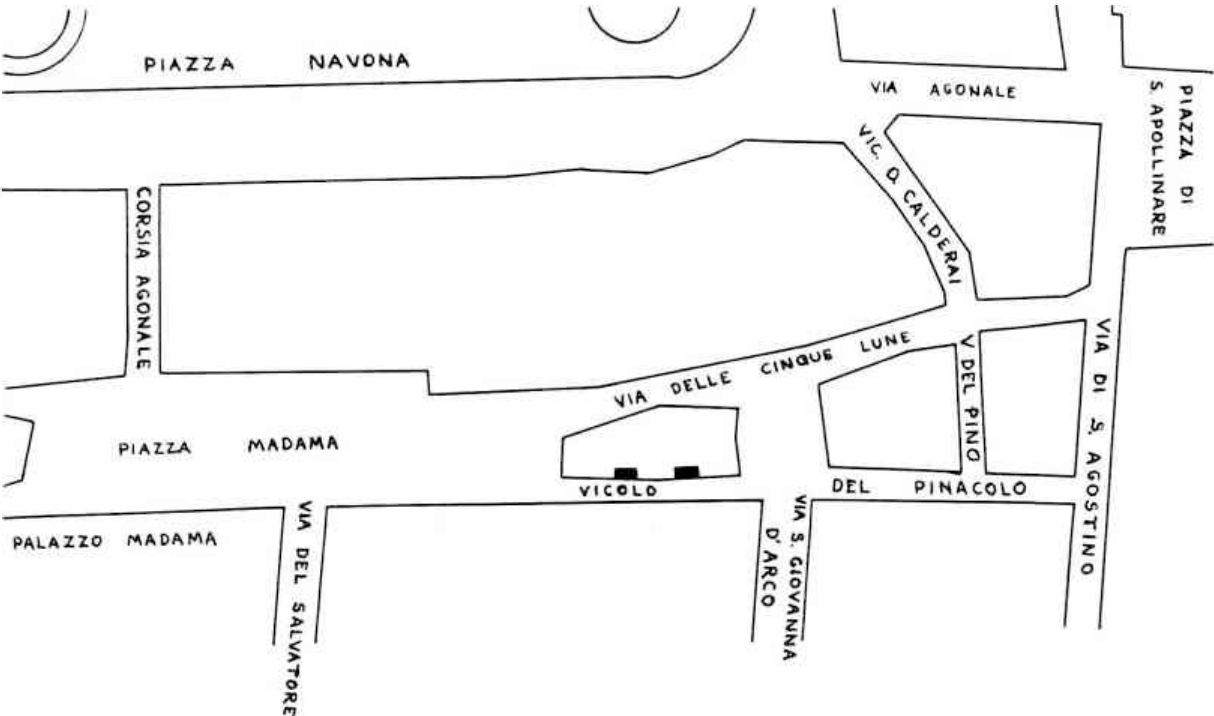 PIAZZA NAVONA
VIA AGONALE
PIAZZA DI
S. APOLLINARE
VIC. D. CALDERAI
CORSIA AGONALE
VIA DELLE CINQUE LUNE
V DEL PINO
VIA DI S. AGOSTINO
PIAZZA MADAMA
VICOLO DEL PINACOLO
PALAZZO MADAMA
VIA DEL SALVATORE
VIA S. GIOVANNA
D'ARCO